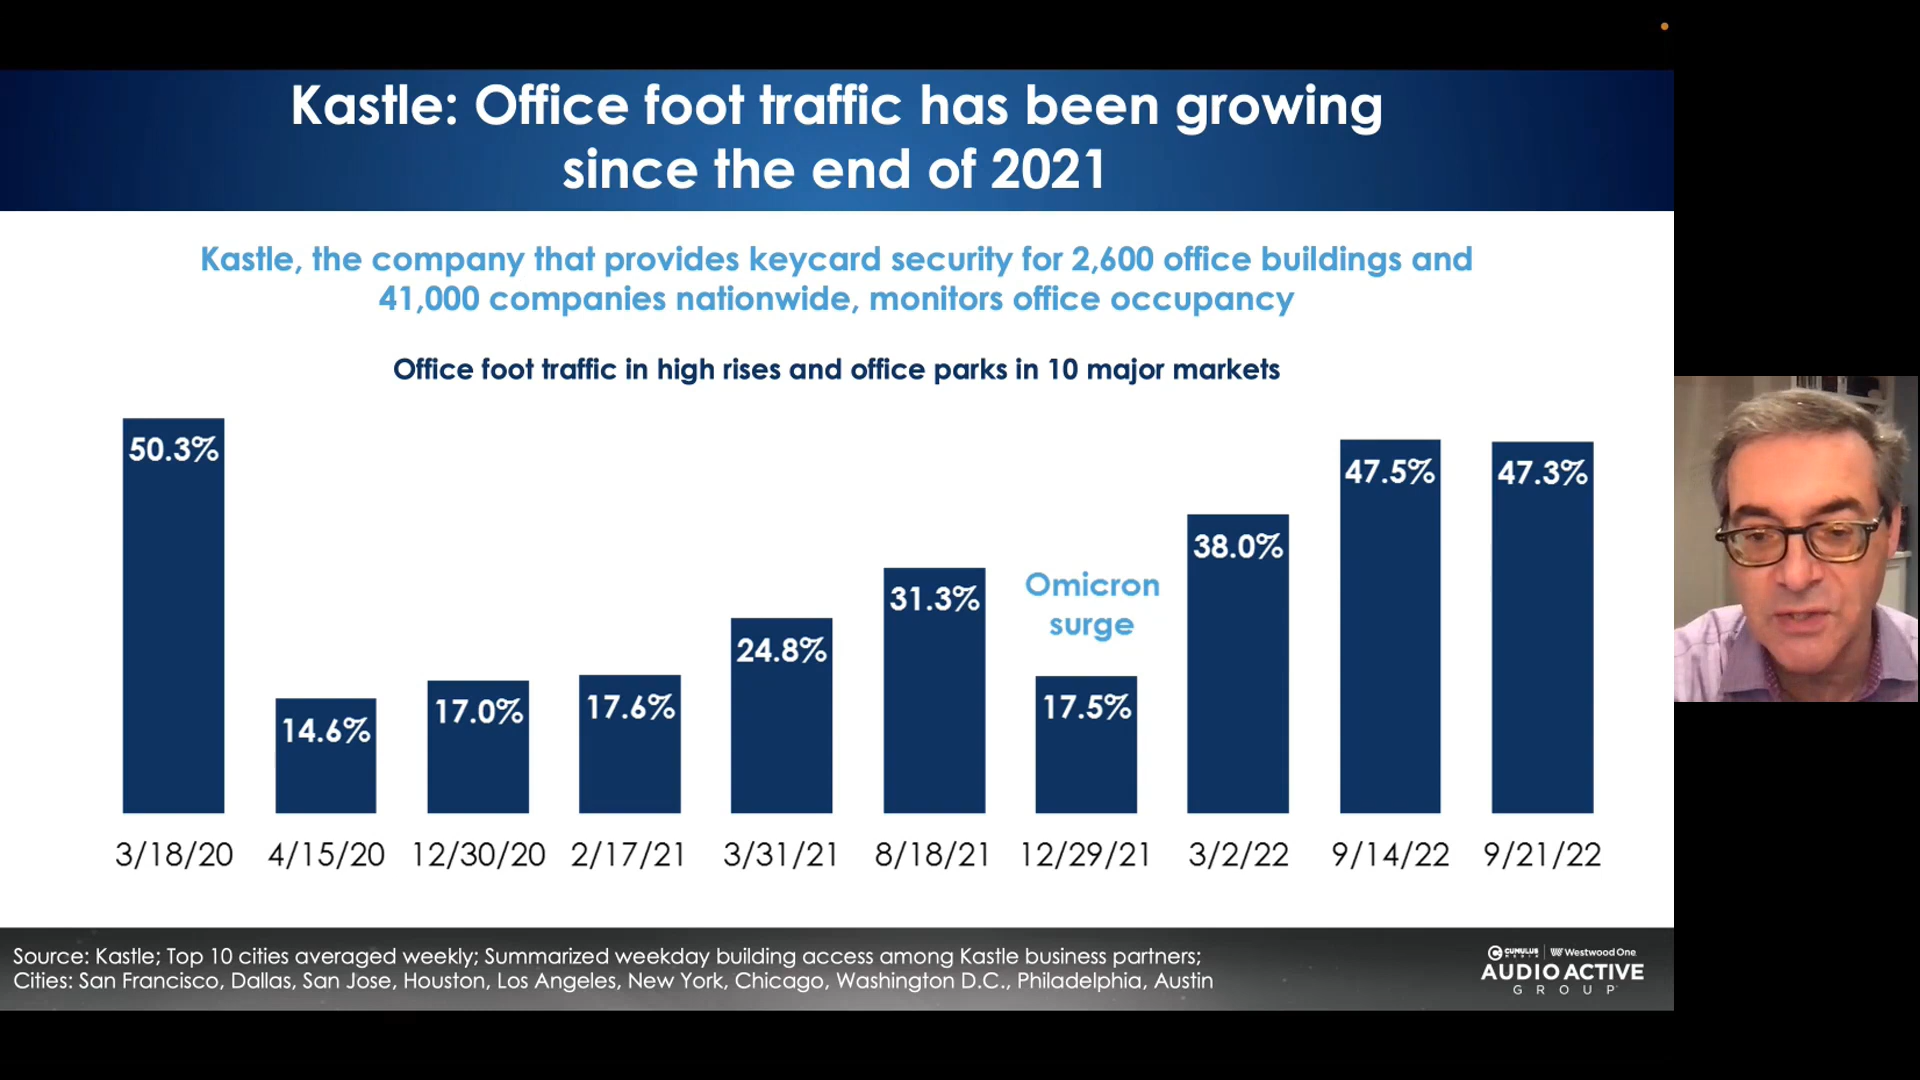 Kastle: Office foot traffic has been growing
since the end of 2021
Kastle, the company that provides keycard security for 2,600 office buildings and
41,000 companies nationwide, monitors office occupancy
Office foot traffic in high rises and office parks in 10 major markets
50.3%
14.6%
17.0%
17.6%
24.8%
31.3%
Omicron
surge
17.5%
38.0%
47.5%
47.3%
3/18/20 4/15/20 12/30/20 2/17/21 3/31/21 8/18/21 12/29/21 3/2/22 9/14/22 9/21/22
Source: Kastle; Top 10 cities averaged weekly; Summarized weekday building access among Kastle business partners;
Cities: San Francisco, Dallas, San Jose, Houston, Los Angeles, New York, Chicago, Washington D.C., Philadelphia, Austin
CUMULUS MEDIA | Westwood One
AUDIO ACTIVE
GROUP